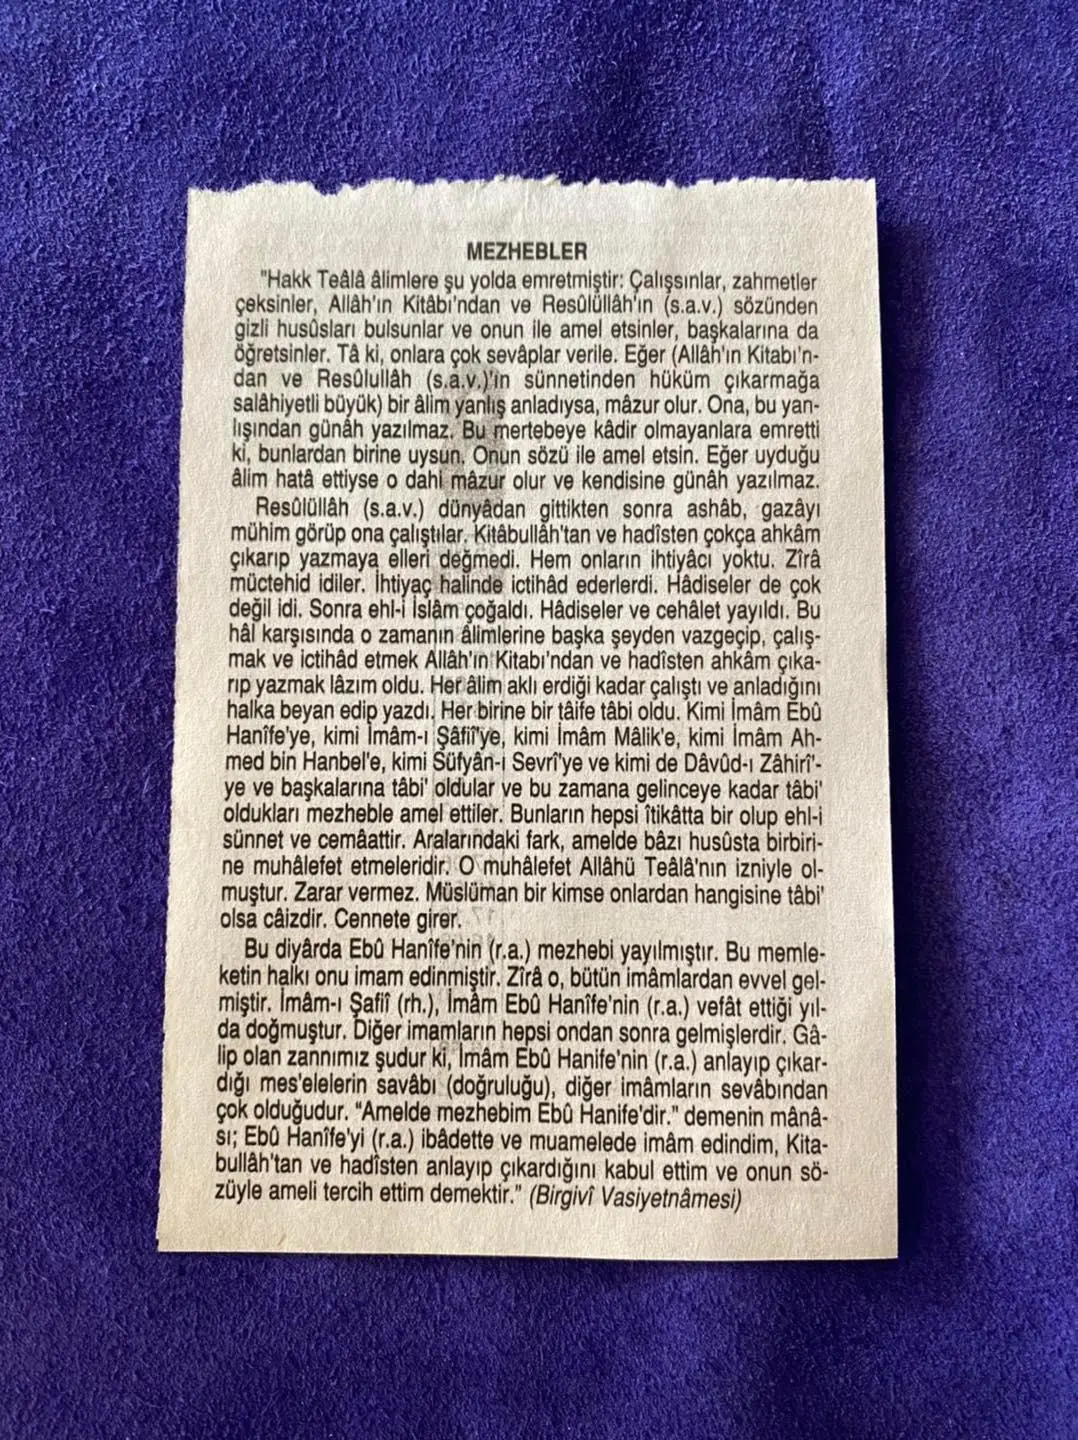 MEZHEBLER
"Hakk Teâlâ âlimlere şu yolda emretmiştir: Çalışsınlar, zahmetler
çeksinler, Allâh'ın Kitâbı'ndan ve Resûlüllâh'ın (s.a.v.) sözünden
gizli husûsları bulsunlar ve onun ile amel etsinler, başkalarına da
öğretsinler. Tâ ki, onlara çok sevâplar verile. Eğer (Allâh'ın Kitabı'n-
dan ve Resûlullâh (s.a.v.)'in sünnetinden hüküm çıkarmağa
salâhiyetli büyük) bir âlim yanlış anladıysa, mâzur olur. Ona, bu yan-
lışından günâh yazılmaz. Bu mertebeye kâdir olmayanlara emretti
ki, bunlardan birine uysun. Onun sözü ile amel etsin. Eğer uyduğu
âlim hatâ ettiyse o dahi mâzur olur ve kendisine günâh yazılmaz.
Resûlüllâh (s.a.v.) dünyâdan gittikten sonra ashâb, gazâyı
mühim görüp ona çalıştılar. Kitâbullâh'tan ve hadîsten çokça ahkâm
çıkarıp yazmaya elleri değmedi. Hem onların ihtiyâcı yoktu. Zîrâ
müctehid idiler. İhtiyaç halinde ictihâd ederlerdi. Hâdiseler de çok
değil idi. Sonra ehl-i İslâm çoğaldı. Hâdiseler ve cehâlet yayıldı. Bu
hâl karşısında o zamanın âlimlerine başka şeyden vazgeçip, çalış-
mak ve ictihâd etmek Allâh'ın Kitabı'ndan ve hadîsten ahkâm çıka-
rıp yazmak lâzım oldu. Her âlim aklı erdiği kadar çalıştı ve anladığını
halka beyan edip yazdı. Her birine bir tâife tâbi oldu. Kimi İmâm Ebû
Hanîfe'ye, kimi İmâm-ı Şâfiî'ye, kimi İmâm Mâlik'e, kimi İmâm Ah-
med bin Hanbel'e, kimi Süfyân-i Sevrî'ye ve kimi de Dâvûd-ı Zâhirî'-
ye ve başkalarına tâbi' oldular ve bu zamana gelinceye kadar tâbi'
oldukları mezheble amel ettiler. Bunların hepsi îtikâtta bir olup ehl-i
sünnet ve cemâattir. Aralarındaki fark, amelde bâzı husûsta birbiri-
ne muhâlefet etmeleridir. O muhâlefet Allâhü Teâlâ'nın izniyle ol-
muştur. Zarar vermez. Müslüman bir kimse onlardan hangisine tâbi'
olsa câizdir. Cennete girer.
Bu diyârda Ebû Hanîfe'nin (r.a.) mezhebi yayılmıştır. Bu memle-
ketin halkı onu imam edinmiştir. Zîrâ o, bütün imâmlardan evvel gel-
miştir. İmâm-ı Şafiî (rh.), İmâm Ebû Hanîfe'nin (r.a.) vefât ettiği yıl-
da doğmuştur. Diğer imamların hepsi ondan sonra gelmişlerdir. Gâ-
lip olan zannımız şudur ki, İmâm Ebû Hanife'nin (r.a.) anlayıp çıkar-
dığı mes'elelerin savâbı (doğruluğu), diğer imâmların sevâbından
çok olduğudur. "Amelde mezhebim Ebû Hanife'dir." demenin mânâ-
sı; Ebû Hanîfe'yi (r.a.) ibâdette ve muamelede imâm edindim, Kita-
bullâh'tan ve hadîsten anlayıp çıkardığını kabul ettim ve onun sö-
züyle ameli tercih ettim demektir." (Birgivî Vasiyetnâmesi)